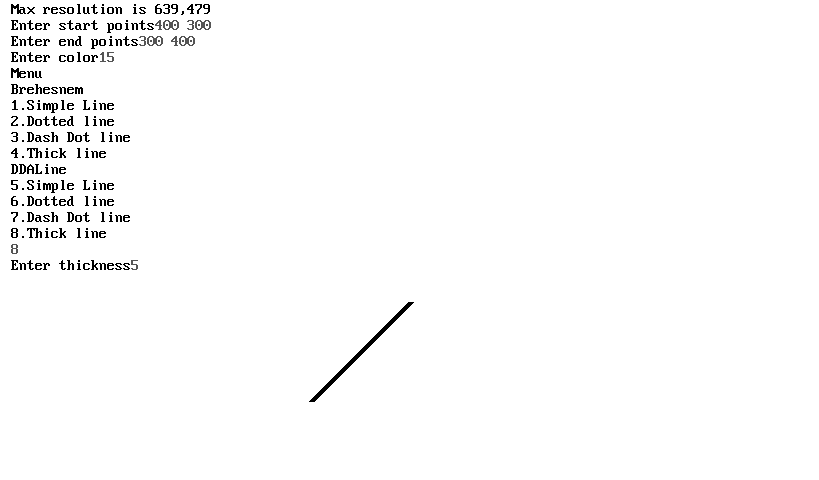 Max resolution is 639,479
Enter start points400 300
Enter end points300 400
Enter color15
Menu
Brehesnem
1.Simple Line
2.Dotted line
3.Dash Dot line
4.Thick line
DDALine
5.Simple Line
6.Dotted line
7.Dash Dot line
8.Thick line
8
Enter thickness5